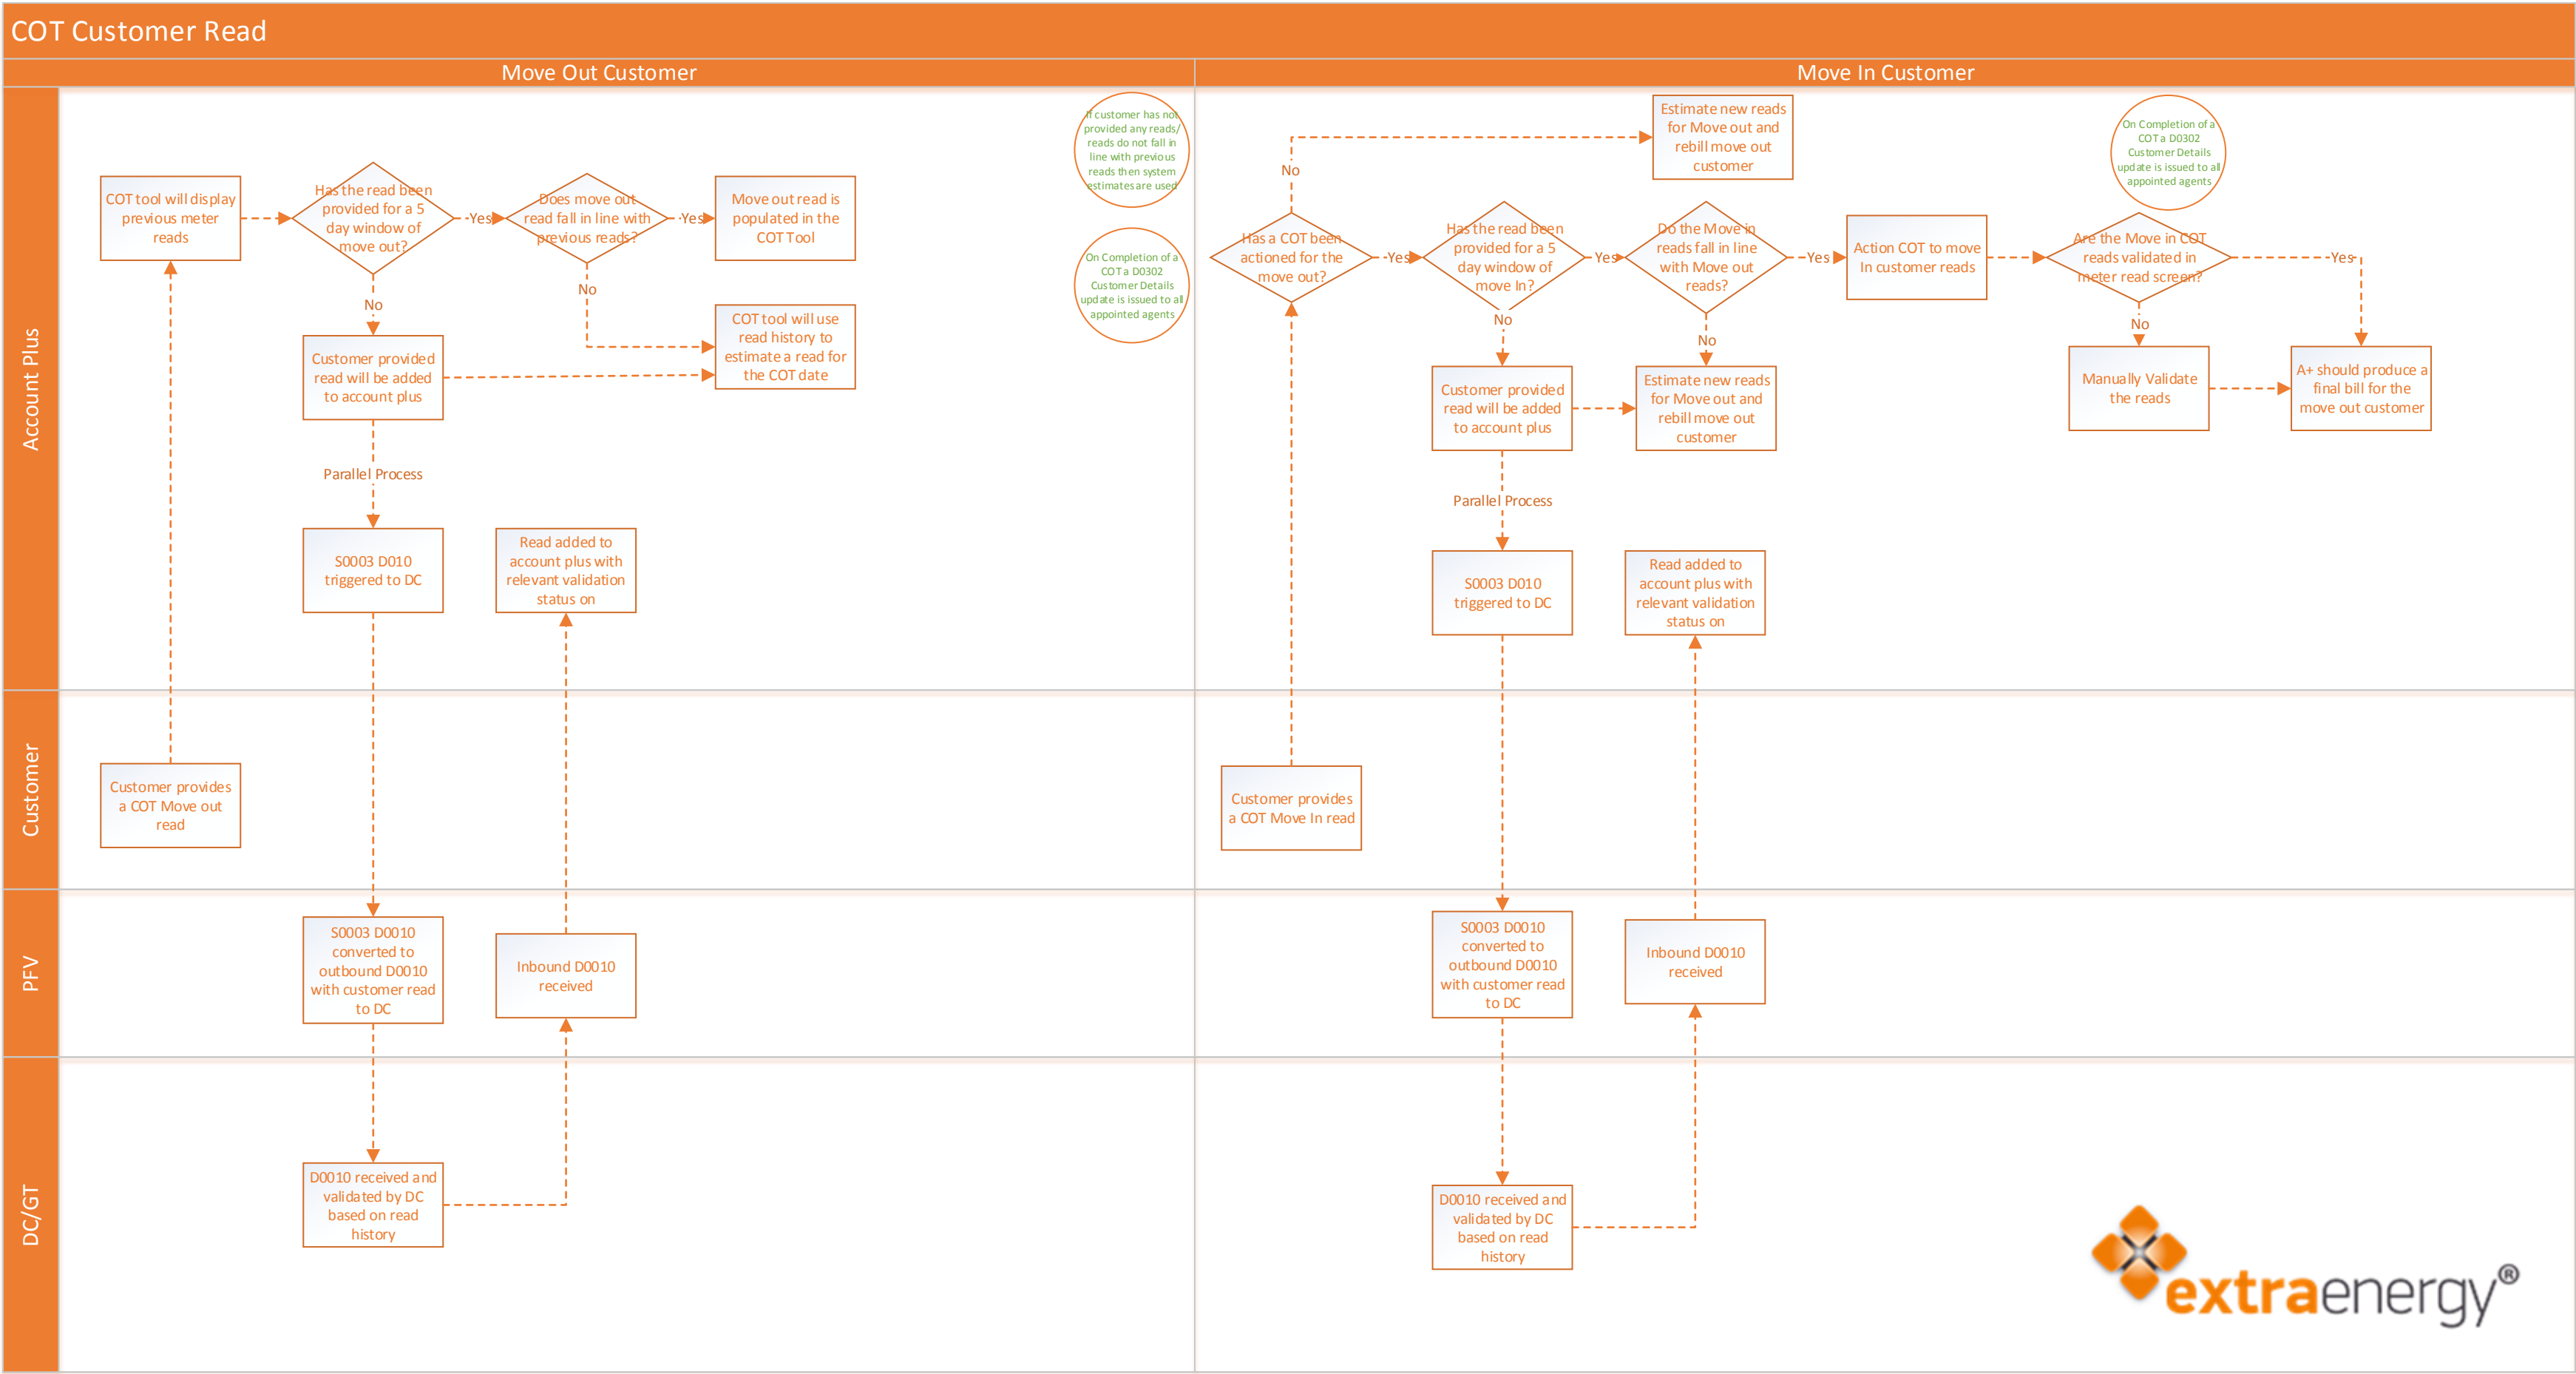 COT Customer Read
Move Out Customer
Move In Customer
Account Plus
Customer
PFV
DC/GT
COT tool will display
previous meter
reads
Has the read been
provided for a 5
day window of
move out?
Yes
Does move out
read fall in line with
previous reads?
Yes
Move out read is
populated in the
COT Tool
No
No
COT tool will use
read history to
estimate a read for
the COT date
Customer provided
read will be added
to account plus
Parallel Process
S0003 D010
triggered to DC
Read added to
account plus with
relevant validation
status on
Customer provides
a COT Move out
read
S0003 D0010
converted to
outbound D0010
with customer read
to DC
Inbound D0010
received
D0010 received and
validated by DC
based on read
history
If customer has not
provided any reads/
reads do not fall in
line with previous
reads then system
estimates are used
On Completion of a
COT a D0302
Customer Details
update is issued to all
appointed agents
Estimate new reads
for Move out and
rebill move out
customer
No
Has a COT been
actioned for the
move out?
Yes
Has the read been
provided for a 5
day window of
move In?
Yes
Do the Move in
reads fall in line
with Move out
reads?
Yes
Action COT to move
In customer reads
On Completion of a
COT a D0302
Customer Details
update is issued to all
appointed agents
Are the Move in COT
reads validated in
meter read screen?
Yes
No
No
No
Customer provided
read will be added
to account plus
Estimate new reads
for Move out and
rebill move out
customer
Manually Validate
the reads
A+ should produce a
final bill for the
move out customer
Parallel Process
S0003 D010
triggered to DC
Read added to
account plus with
relevant validation
status on
Customer provides
a COT Move In read
S0003 D0010
converted to
outbound D0010
with customer read
to DC
Inbound D0010
received
D0010 received and
validated by DC
based on read
history
extraenergy®